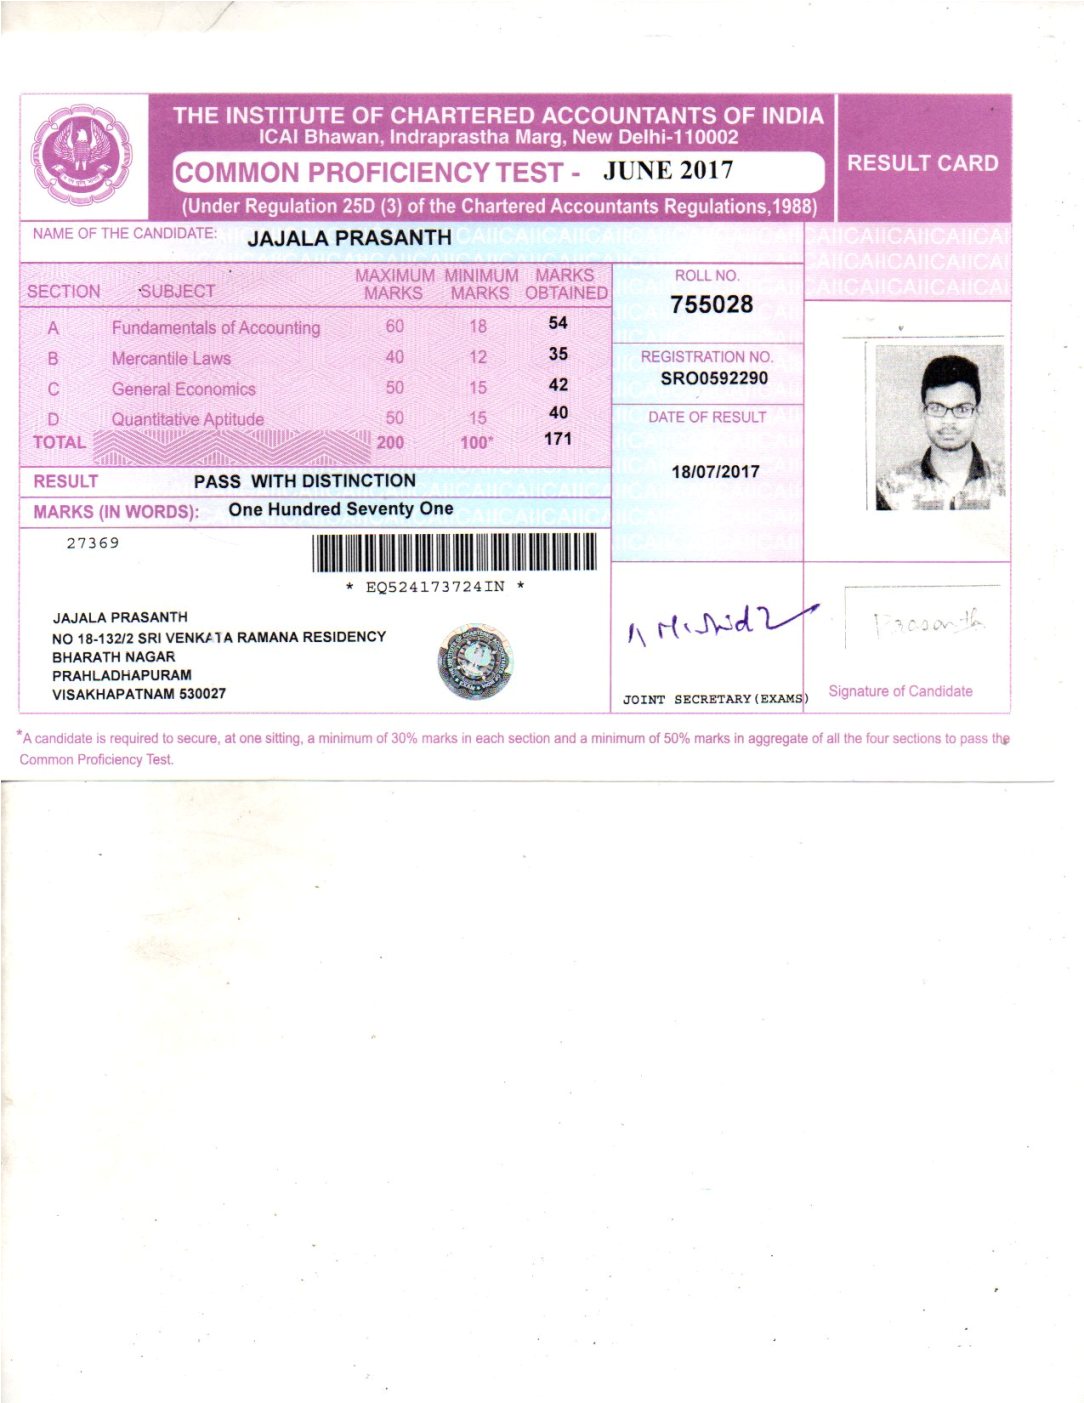 THE INSTITUTE OF CHARTERED ACCOUNTANTS OF INDIA
ICAI Bhawan, Indraprastha Marg, New Delhi-110002
COMMON PROFICIENCY TEST - JUNE 2017
(Under Regulation 25D (3) of the Chartered Accountants Regulations,1988)
RESULT CARD
NAME OF THE CANDIDATE: JAJALA PRASANTH
SECTION SUBJECT MAXIMUM MARKS MINIMUM MARKS MARKS OBTAINED
A Fundamentals of Accounting 60 18 54
B Mercantile Laws 40 12 35
C General Economics 50 15 42
D Quantitative Aptitude 50 15 40
TOTAL 200 100* 171
ROLL NO.
755028
REGISTRATION NO.
SRO0592290
DATE OF RESULT
18/07/2017
RESULT PASS WITH DISTINCTION
MARKS (IN WORDS): One Hundred Seventy One
27369
* EQ524173724IN *
JAJALA PRASANTH
NO 18-132/2 SRI VENKATA RAMANA RESIDENCY
BHARATH NAGAR
PRAHLADHAPURAM
VISAKHAPATNAM 530027
JOINT SECRETARY(EXAMS)
Prasanth
Signature of Candidate
*A candidate is required to secure, at one sitting, a minimum of 30% marks in each section and a minimum of 50% marks in aggregate of all the four sections to pass the
Common Proficiency Test.